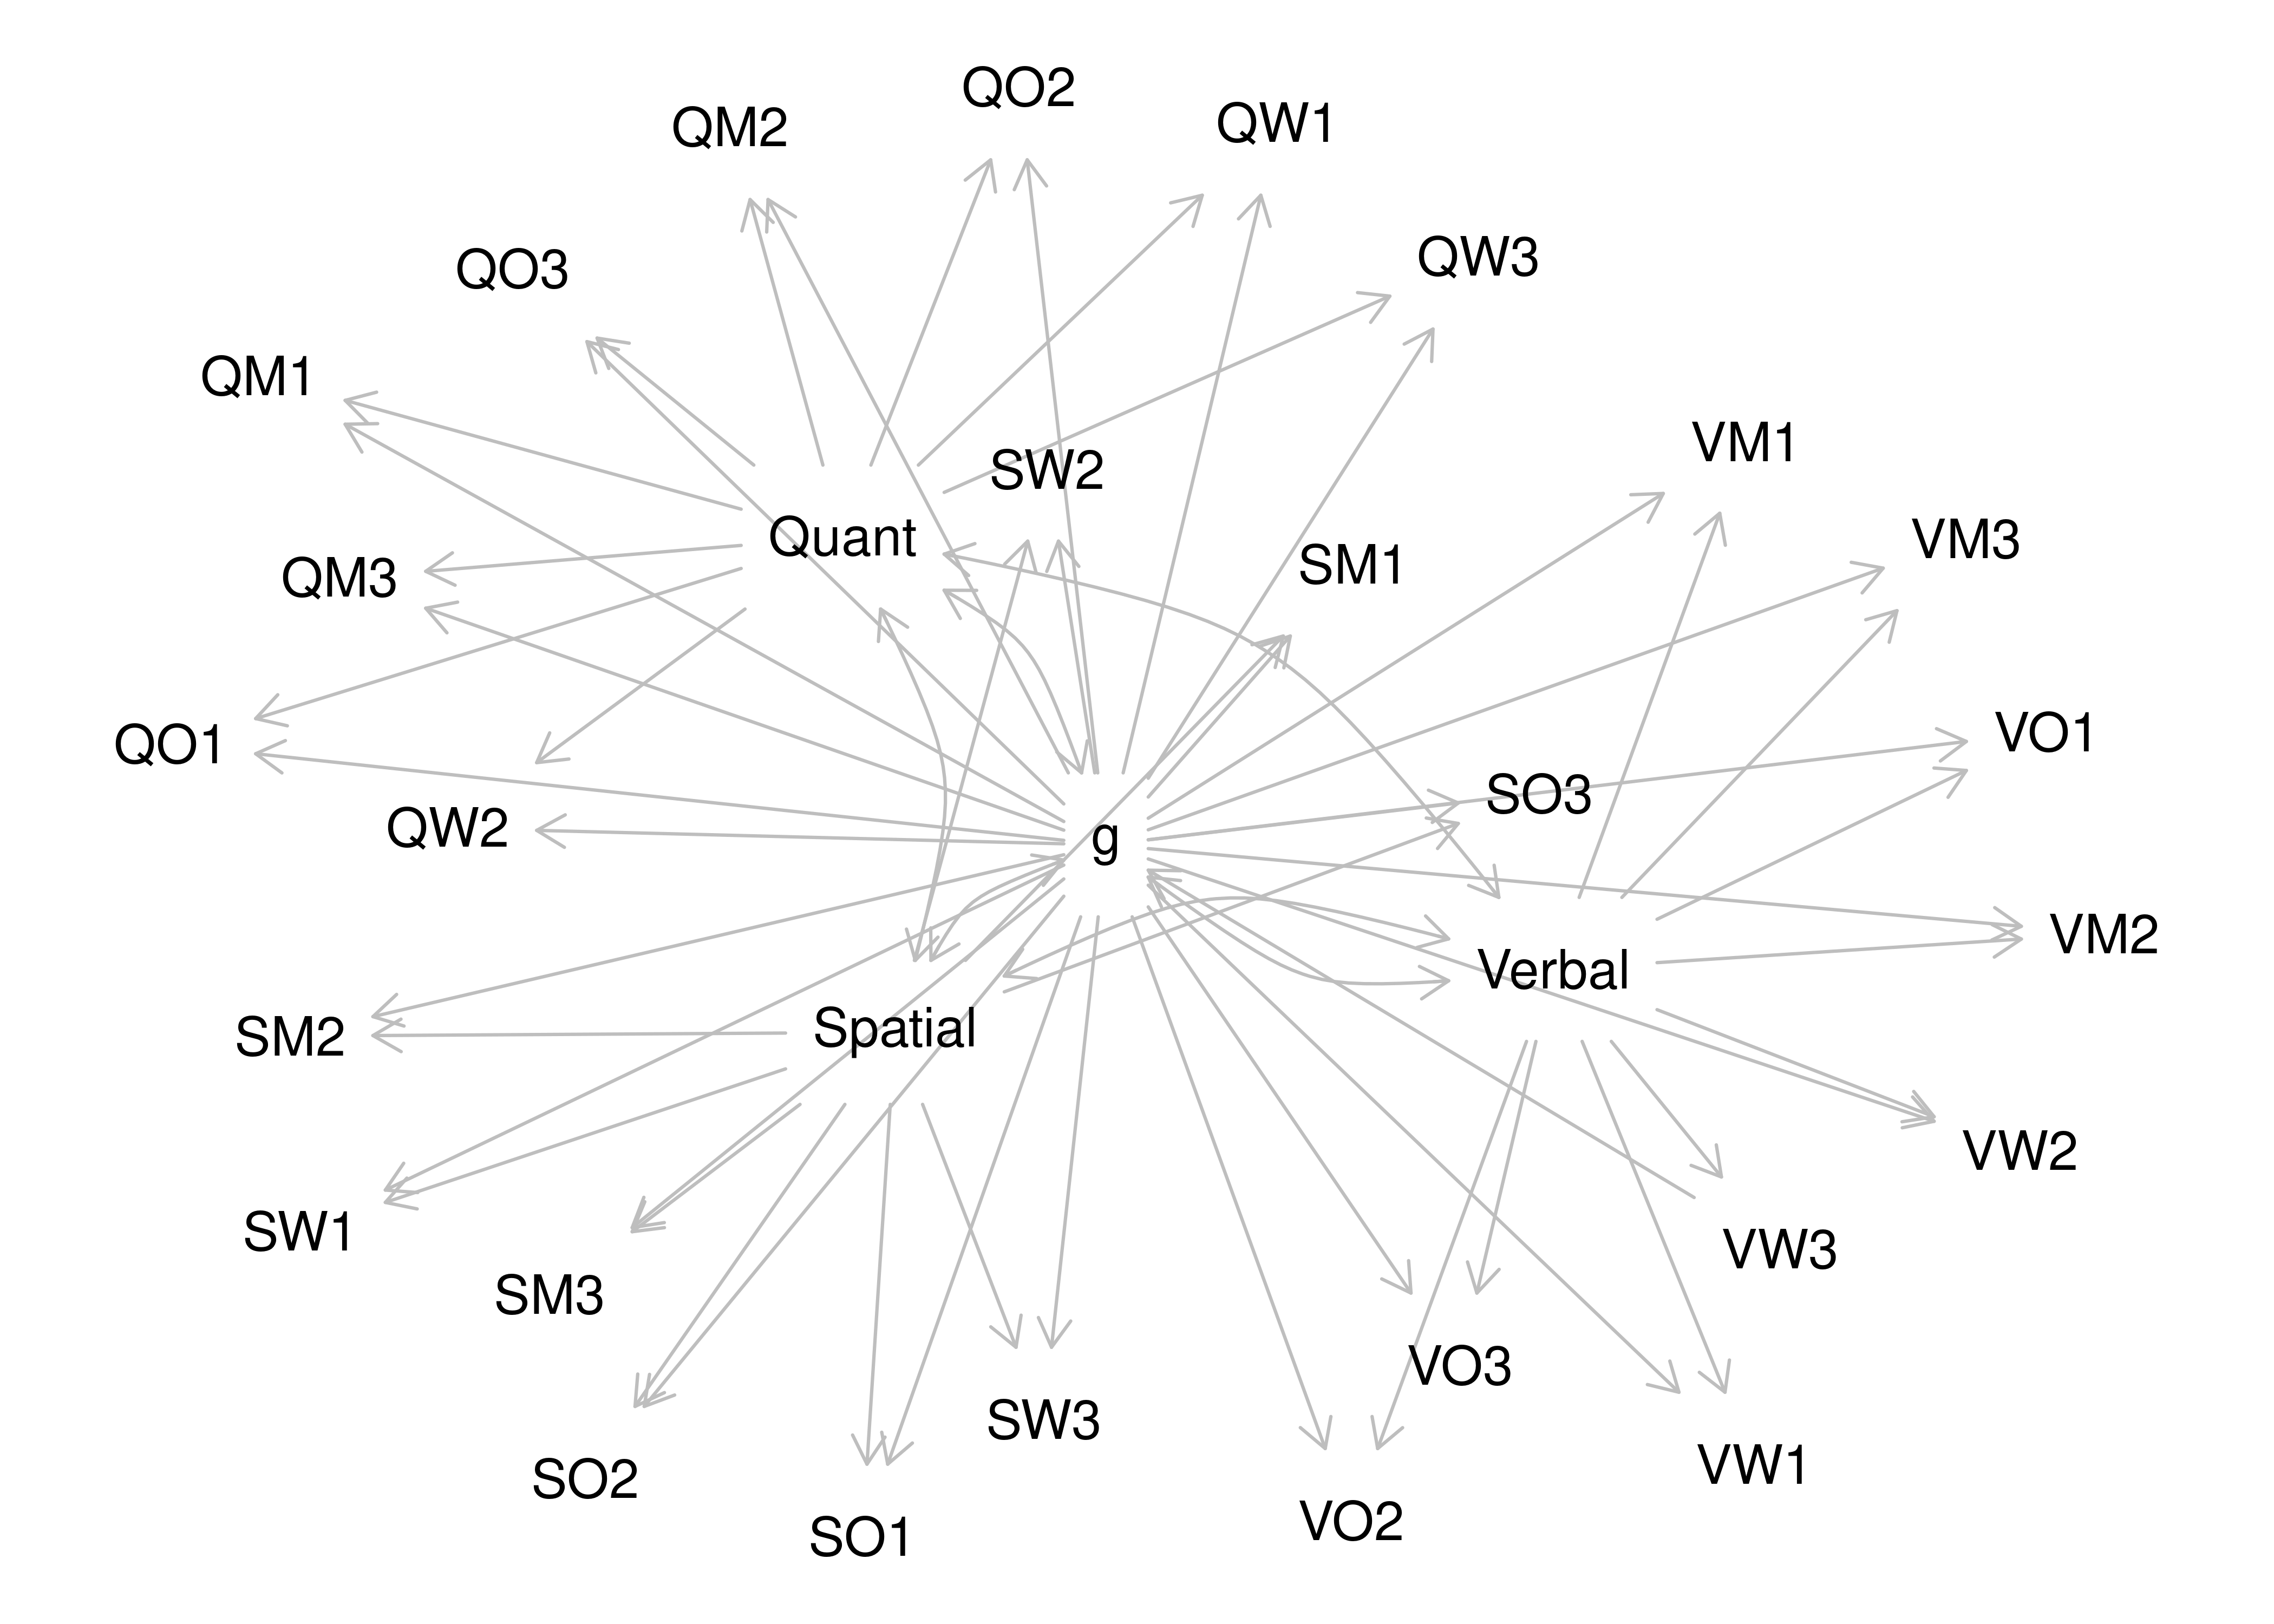 QO2
QW1
QM2
QW3
QO3
QM1
VM1
SW2
VM3
Quant
SM1
QM3
VO1
QO1
SO3
QW2
g
VM2
Verbal
Spatial
SM2
VW2
SW1
VW3
SM3
VO3
SW3
VW1
SO2
VO2
SO1